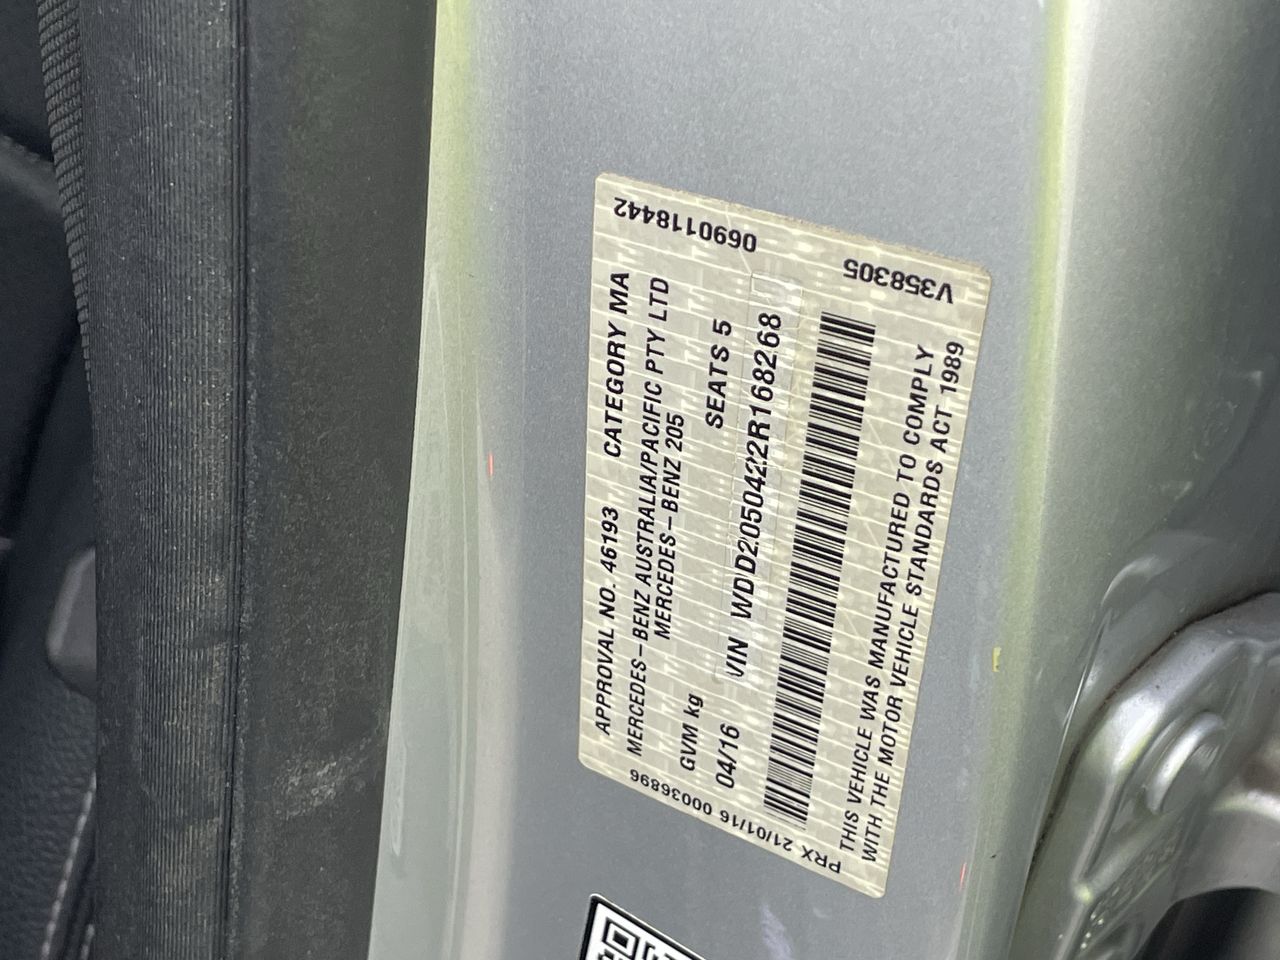 APPROVAL NO. 46193 CATEGORY MA
MERCEDES-BENZ AUSTRALIA/PACIFIC PTY LTD
MERCEDES-BENZ 205
GVM kg SEATS 5
04/16 VIN WDD2050422R168268
THIS VEHICLE WAS MANUFACTURED TO COMPLY
WITH THE MOTOR VEHICLE STANDARDS ACT 1989
0690118442
V358305
PRX 21/01/16 00036896